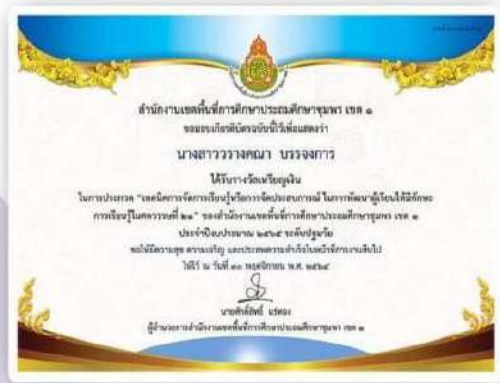 สำนักงานเขตพื้นที่การศึกษาประถมศึกษาชุมพร เขต ๑
ขอมอบเกียรติบัตรฉบับนี้ไว้เพื่อแสดงว่า
นางสาววรางคณา บรรจงการ
ได้รับรางวัลเหรียญเงิน
ในการประกวด "เทคนิคการจัดการเรียนรู้หรือการจัดประสบการณ์ ในการพัฒนาผู้เรียนให้มีทักษะ
การเรียนรู้ในศตวรรษที่ ๒๑" ของสำนักงานเขตพื้นที่การศึกษาประถมศึกษาชุมพร เขต ๑
ประจำปีงบประมาณ ๒๕๖๕ ระดับปฐมวัย
ขอให้มีความสุข ความเจริญ และประสบความสำเร็จในหน้าที่การงานสืบไป
ให้ไว้ ณ วันที่ ๓๐ พฤศจิกายน พ.ศ. ๒๕๖๔
นายศักดิ์สิทธิ์
ผู้อำนวยการสำนักงานเขตพื้นที่การศึกษาประถมศึกษาชุมพร เขต ๑